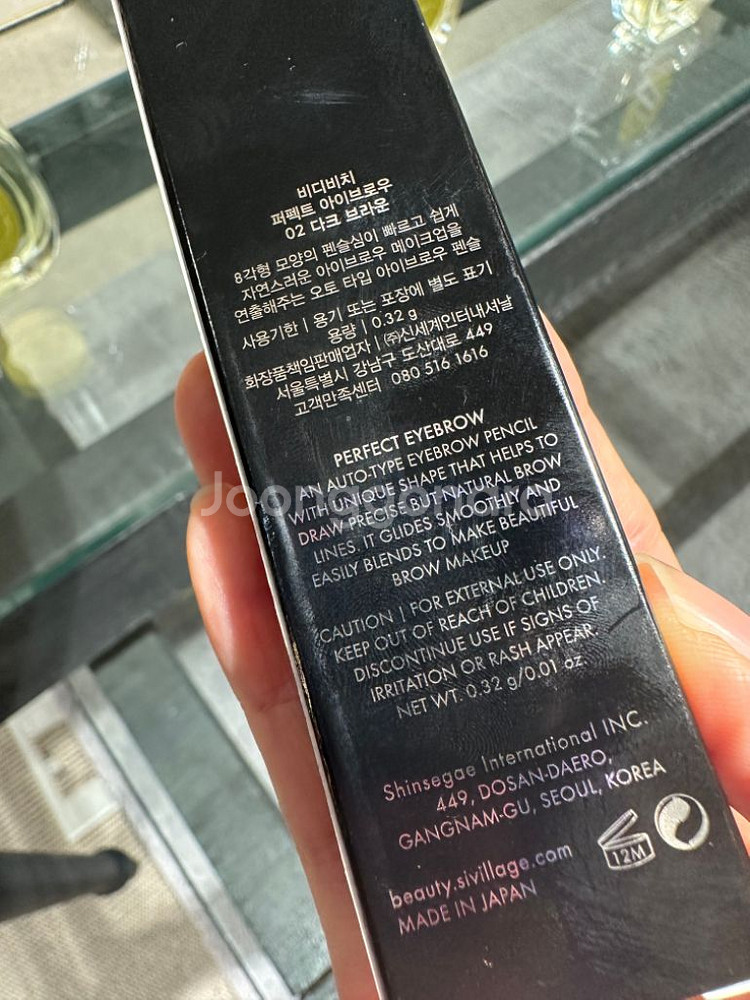 비디비치
퍼펙트 아이브로우
02 다크 브라운
8각형 모양의 펜슬심이 빠르고 쉽게
자연스러운 아이브로우 메이크업을
연출해주는 오토 타입 아이브로우 펜슬
사용기한 | 용기 또는 포장에 별도 표기
용량 | 0.32 g
화장품책임판매업자 | ㈜신세계인터내셔날
서울특별시 강남구 도산대로 449
고객만족센터 080 516 1616
PERFECT EYEBROW
AN AUTO-TYPE EYEBROW PENCIL
WITH UNIQUE SHAPE THAT HELPS TO
DRAW PRECISE BUT NATURAL BROW
LINES. IT GLIDES SMOOTHLY AND
EASILY BLENDS TO MAKE BEAUTIFUL
BROW MAKEUP
Joonggonara
CAUTION | FOR EXTERNAL USE ONLY.
KEEP OUT OF REACH OF CHILDREN.
DISCONTINUE USE IF SIGNS OF
IRRITATION OR RASH APPEAR.
NET WT. 0.32 g/0.01 oz
Shinsegae International INC.
449, DOSAN-DAERO,
GANGNAM-GU, SEOUL, KOREA
12M
beauty.sivillage.com
MADE IN JAPAN